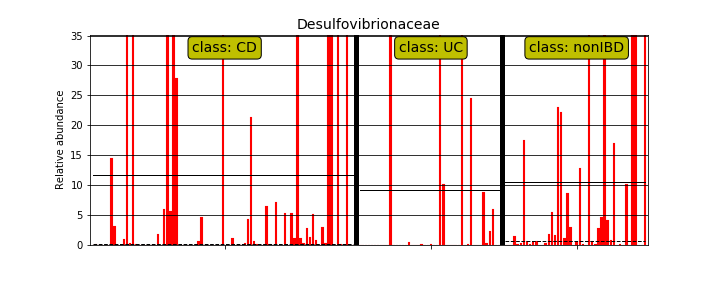 Desulfovibrionaceae
class: CD
class: UC
class: nonIBD
Relative abundance
35
30
25
20
15
10
5
0